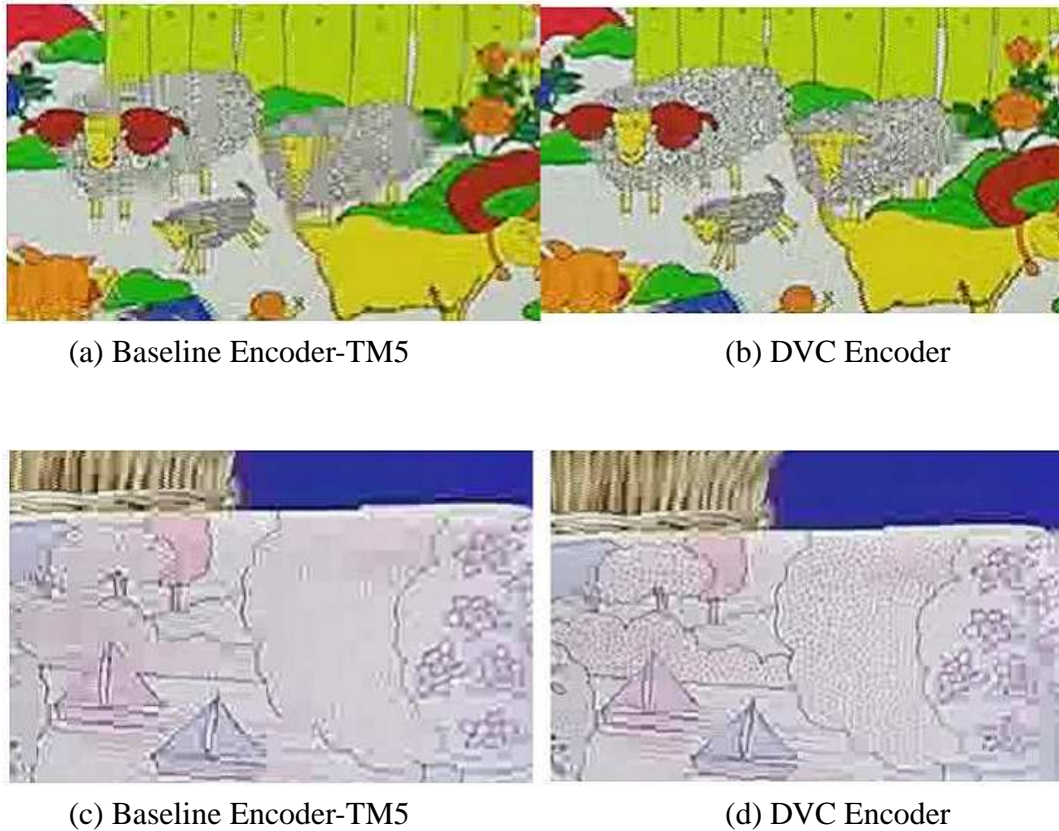 (a) Baseline Encoder-TM5
(b) DVC Encoder
(c) Baseline Encoder-TM5
(d) DVC Encoder